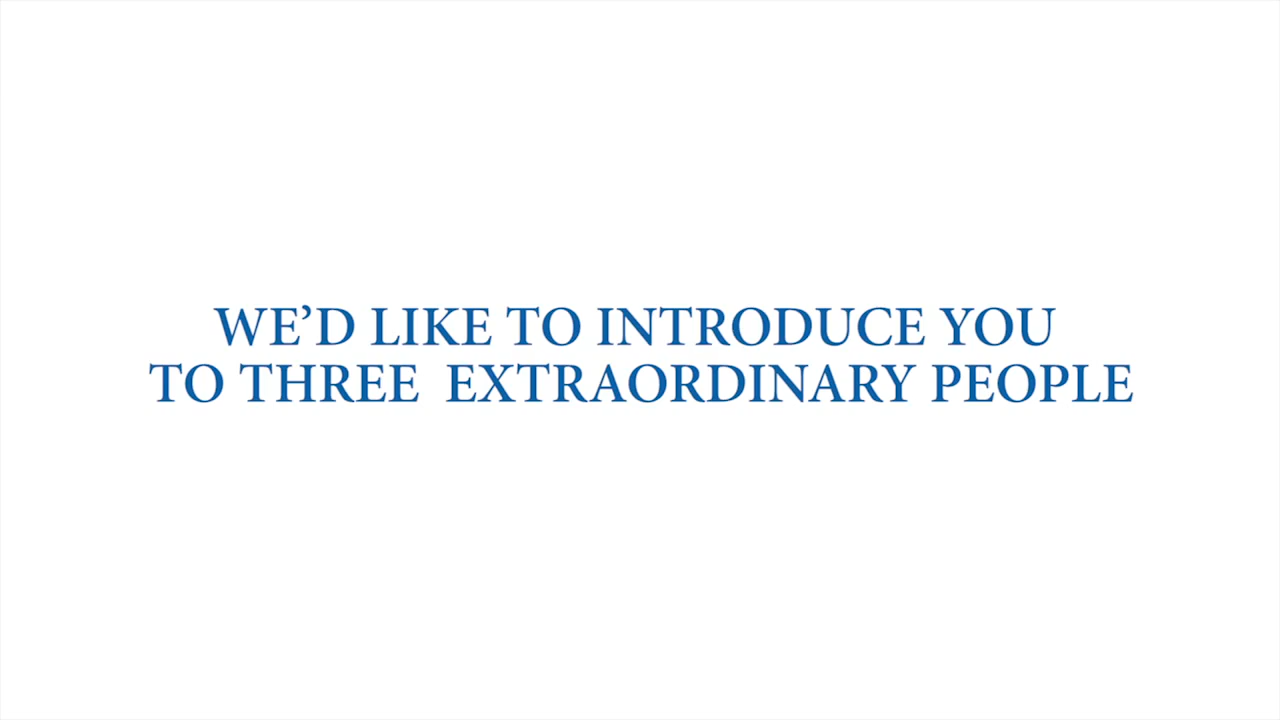 WE’D LIKE TO INTRODUCE YOU
TO THREE  EXTRAORDINARY PEOPLE